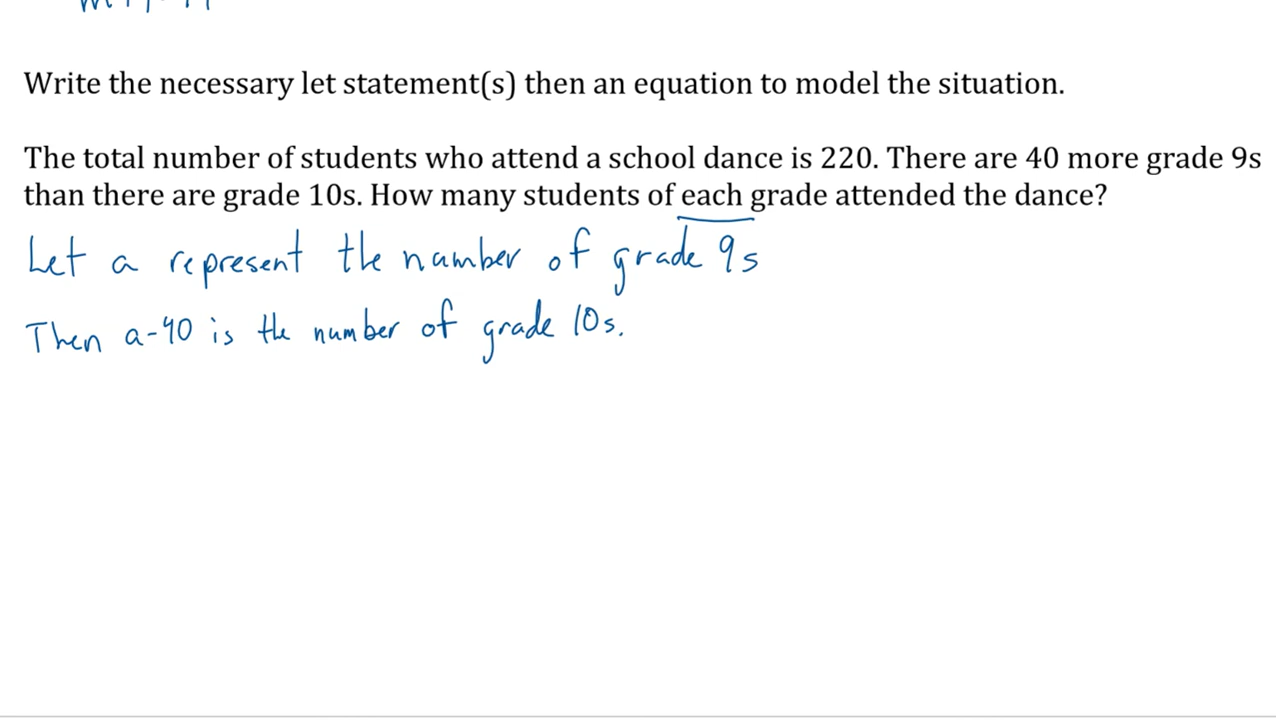 Write the necessary let statement(s) then an equation to model the situation.
The total number of students who attend a school dance is 220. There are 40 more grade 9s
than there are grade 10s. How many students of each grade attended the dance?
Let a represent the number of grade 9s
Then a-40 is the number of grade 10s.